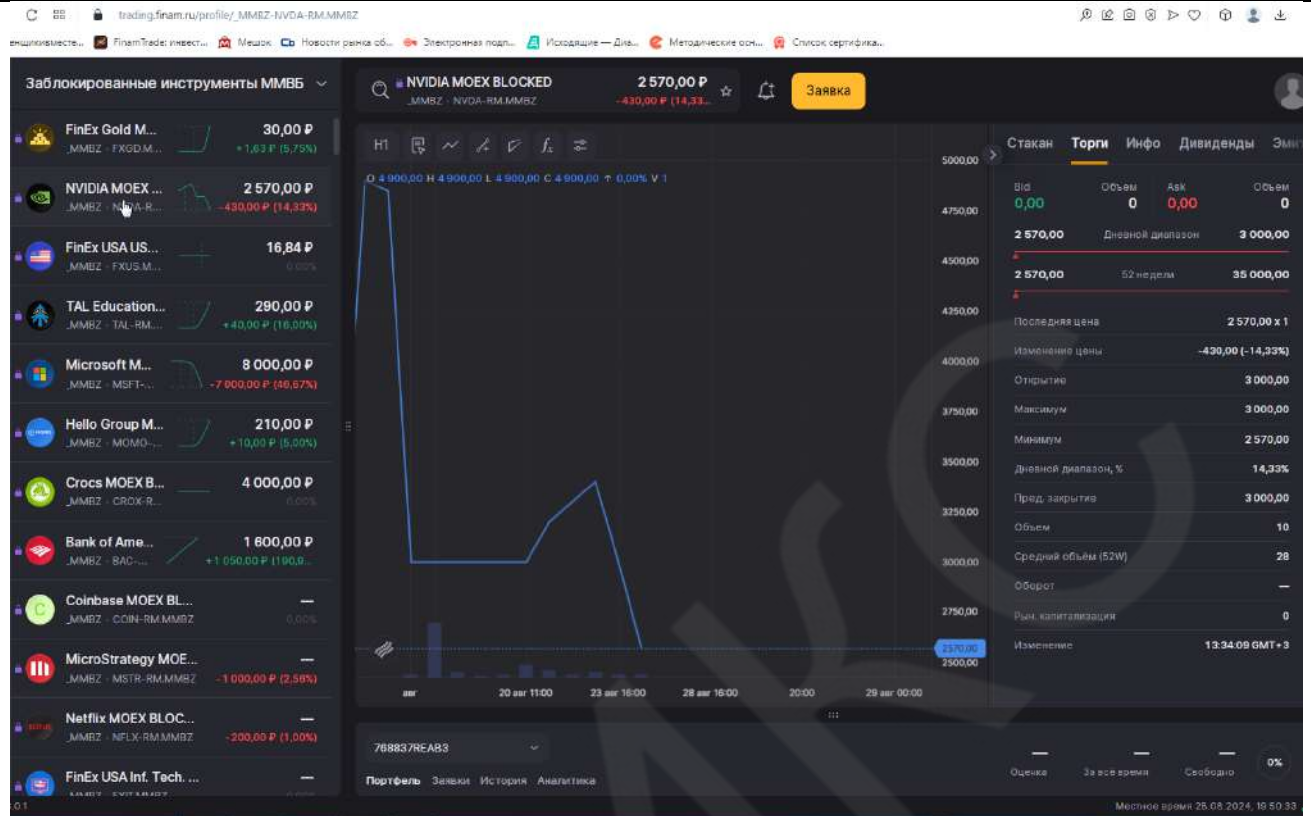 trading.finam.ru/profile/_MMBZ-NVDA-RM.MMBZ
FinamTrade: инвест... Мешок Новости рынка об... Электронная подп... Исходящие — Диа... Методические осн... Список сертифика...
Заблокированные инструменты ММВБ
FinEx Gold M... 30,00 ₽
_MMBZ · FXGD.M... +1,63 ₽ (5,75%)
NVIDIA MOEX ... 2 570,00 ₽
_MMBZ · NVDA-R... -430,00 ₽ (14,33%)
FinEx USA US... 16,84 ₽
_MMBZ · FXUS.M... 0,00%
TAL Education... 290,00 ₽
_MMBZ · TAL-RM.... +40,00 ₽ (16,00%)
Microsoft M... 8 000,00 ₽
_MMBZ · MSFT-... -7 000,00 ₽ (46,67%)
Hello Group M... 210,00 ₽
_MMBZ · MOMO-... +10,00 ₽ (5,00%)
Crocs MOEX B... 4 000,00 ₽
_MMBZ · CROX-R... 0,00%
Bank of Ame... 1 600,00 ₽
_MMBZ · BAC-... +1 050,00 ₽ (190,9...
Coinbase MOEX BL... —
_MMBZ · COIN-RM.MMBZ 0,00%
MicroStrategy MOE... —
_MMBZ · MSTR-RM.MMBZ -1 000,00 ₽ (2,56%)
Netflix MOEX BLOC... —
_MMBZ · NFLX-RM.MMBZ -200,00 ₽ (1,00%)
FinEx USA Inf. Tech. ... —
NVIDIA MOEX BLOCKED 2 570,00 ₽
_MMBZ · NVDA-RM.MMBZ -430,00 ₽ (14,33...
Заявка
H1
O 4 900,00 H 4 900,00 L 4 900,00 C 4 900,00 0,00% V 1
5000,00
4750,00
4500,00
4250,00
4000,00
3750,00
3500,00
3250,00
3000,00
2750,00
2570,00
2500,00
авг 20 авг 11:00 23 авг 16:00 28 авг 16:00 20:00 29 авг 00:00
768837REAB3
Портфель Заявки История Аналитика
Стакан Торги Инфо Дивиденды Эми
Bid Объем Ask Объем
0,00 0 0,00 0
2 570,00 Дневной диапазон 3 000,00
2 570,00 52 недели 35 000,00
Последняя цена 2 570,00 x 1
Изменение цены -430,00 (-14,33%)
Открытие 3 000,00
Максимум 3 000,00
Минимум 2 570,00
Дневной диапазон, % 14,33%
Пред. закрытие 3 000,00
Объем 10
Средний объём (52W) 28
Оборот —
Рын. капитализация 0
Изменение 13:34:09 GMT+3
— — — 0%
Оценка За все время Свободно
Местное время 28.08.2024, 19:50:33